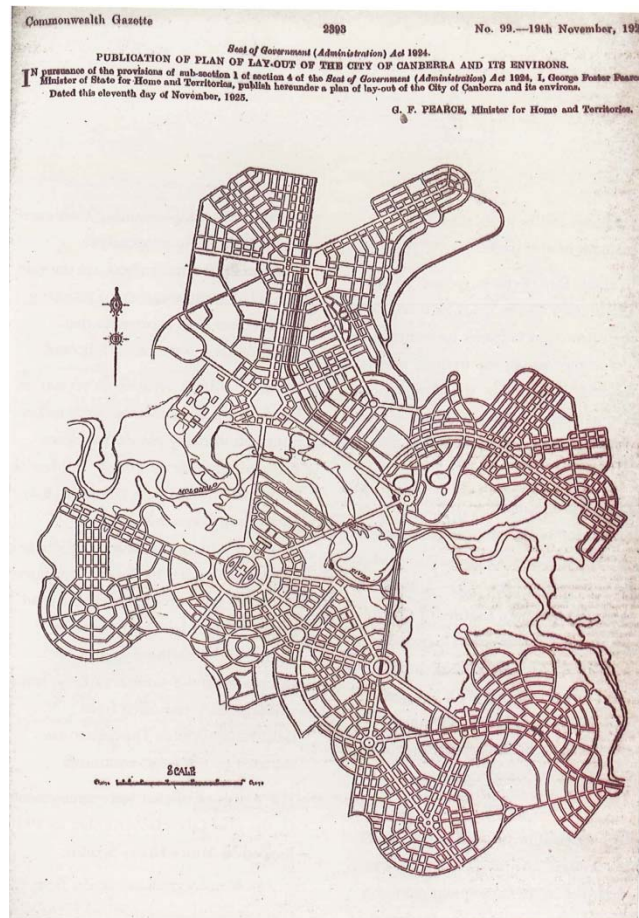 Commonwealth Gazette
2393
No. 99.—19th November, 192
Seat of Government (Administration) Act 1924.
PUBLICATION OF PLAN OF LAY-OUT OF THE CITY OF CANBERRA AND ITS ENVIRONS.
IN pursuance of the provisions of sub-section 1 of section 4 of the Seat of Government (Administration) Act 1924, I, George Foster Pearc
Minister of State for Home and Territories, publish hereunder a plan of lay-out of the City of Canberra and its environs.
Dated this eleventh day of November, 1925.
G. F. PEARCE, Minister for Home and Territories.
MOLONGLO
RIVER
SCALE